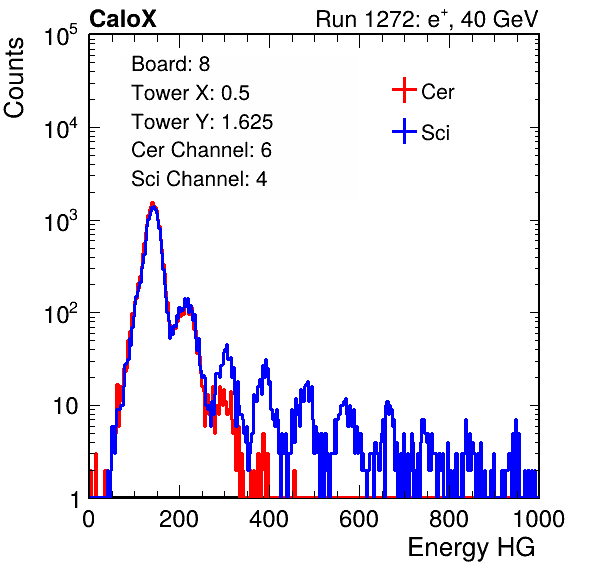 CaloX Run 1272: e⁺, 40 GeV
Board: 8
Tower X: 0.5
Tower Y: 1.625
Cer Channel: 6
Sci Channel: 4
Cer
Sci
Counts
10⁵
10⁴
10³
10²
10
1
0 200 400 600 800 1000
Energy HG